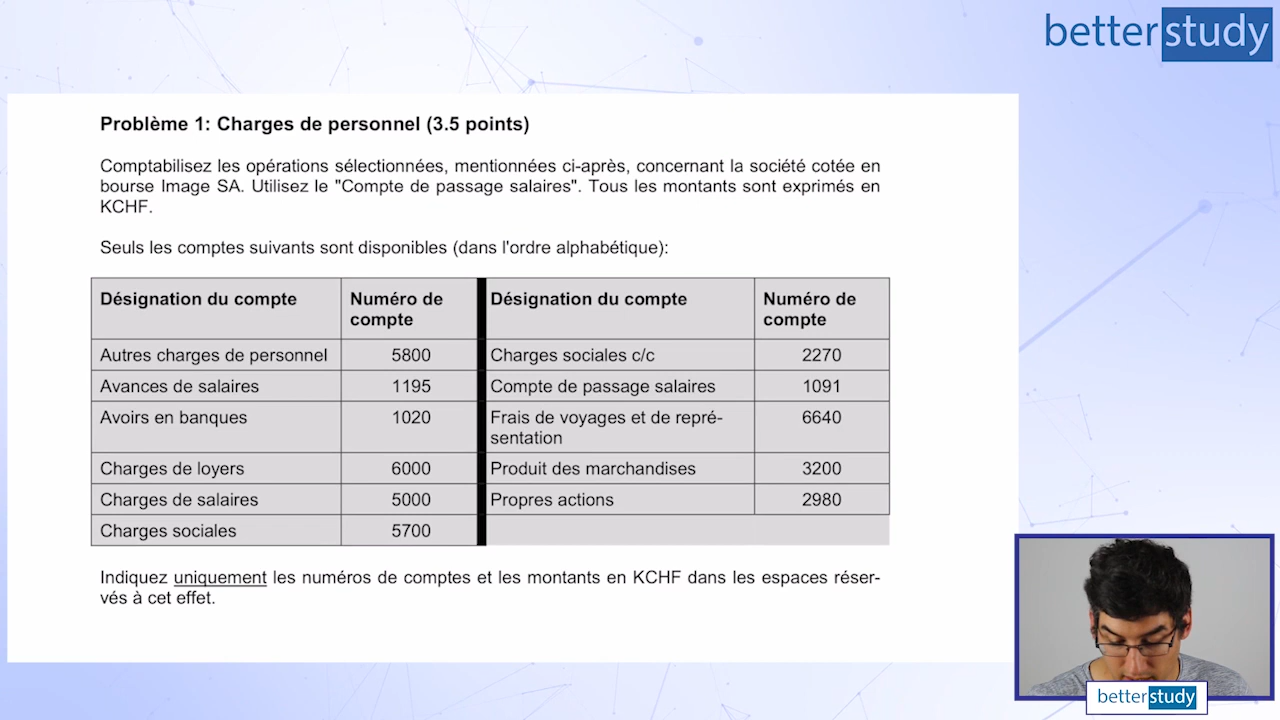 betterstudy
Problème 1: Charges de personnel (3.5 points)
Comptabilisez les opérations sélectionnées, mentionnées ci-après, concernant la société cotée en
bourse Image SA. Utilisez le "Compte de passage salaires". Tous les montants sont exprimés en
KCHF.
Seuls les comptes suivants sont disponibles (dans l'ordre alphabétique):
Désignation du compte Numéro de compte Désignation du compte Numéro de compte
Autres charges de personnel 5800 Charges sociales c/c 2270
Avances de salaires 1195 Compte de passage salaires 1091
Avoirs en banques 1020 Frais de voyages et de repré-
sentation 6640
Charges de loyers 6000 Produit des marchandises 3200
Charges de salaires 5000 Propres actions 2980
Charges sociales 5700
Indiquez uniquement les numéros de comptes et les montants en KCHF dans les espaces réser-
vés à cet effet.
betterstudy